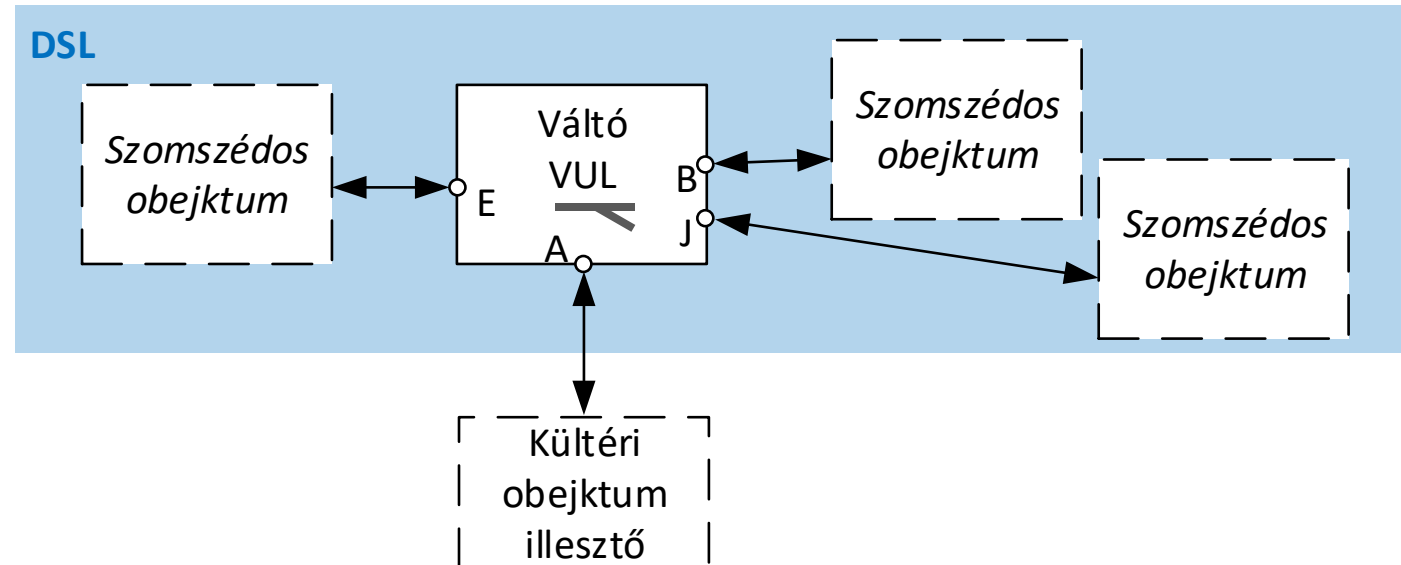 DSL
Szomszédos
obejktum
Váltó
VUL
E
A
B
J
Szomszédos
obejktum
Szomszédos
obejktum
Kültéri
obejktum
illesztő